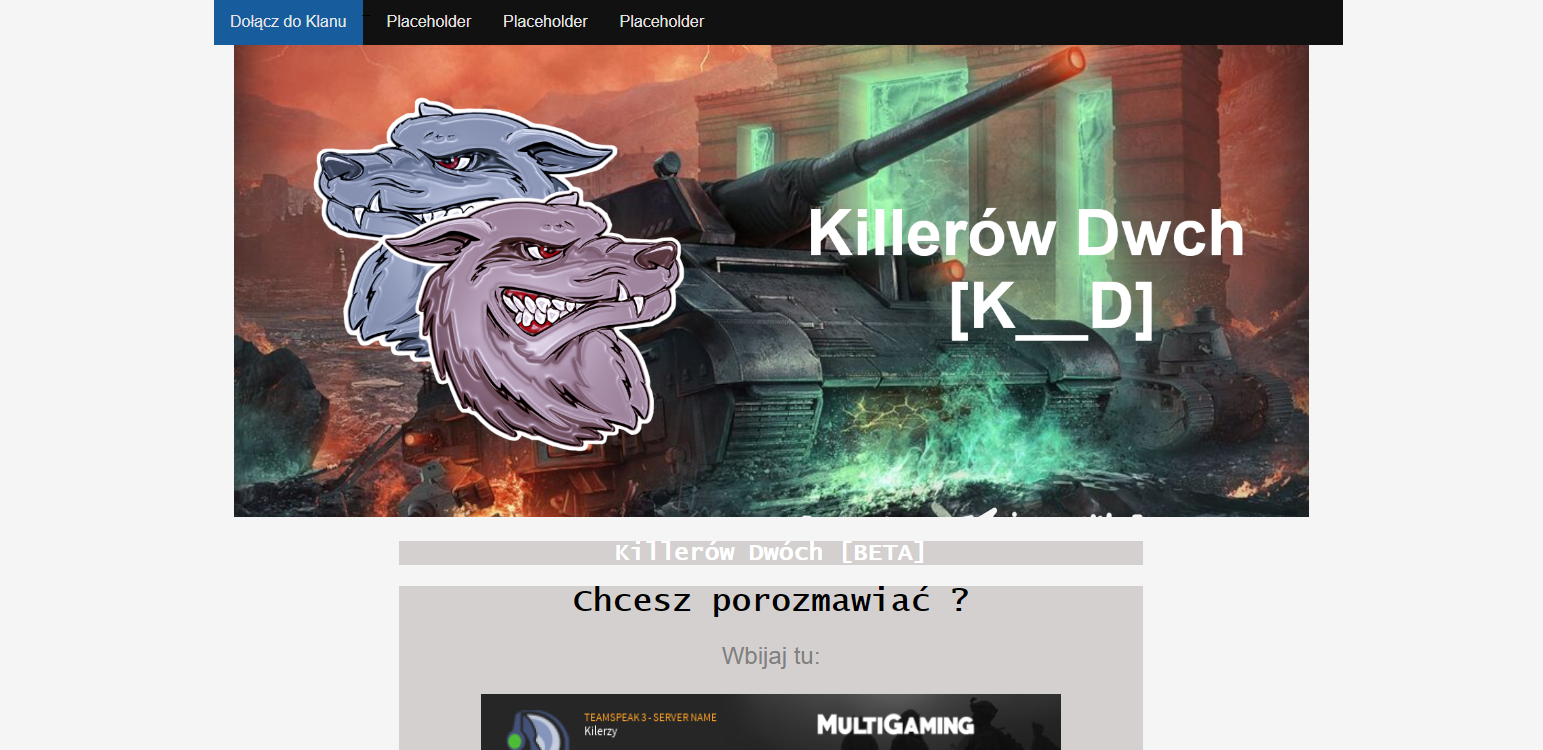 Dołącz do Klanu Placeholder Placeholder Placeholder
Killerów Dwch
[K__D]
Killerów Dwóch [BETA]
Chcesz porozmawiać ?
Wbijaj tu:
TEAMSPEAK 3 - SERVER NAME
Kilerzy
MULTIGAMING